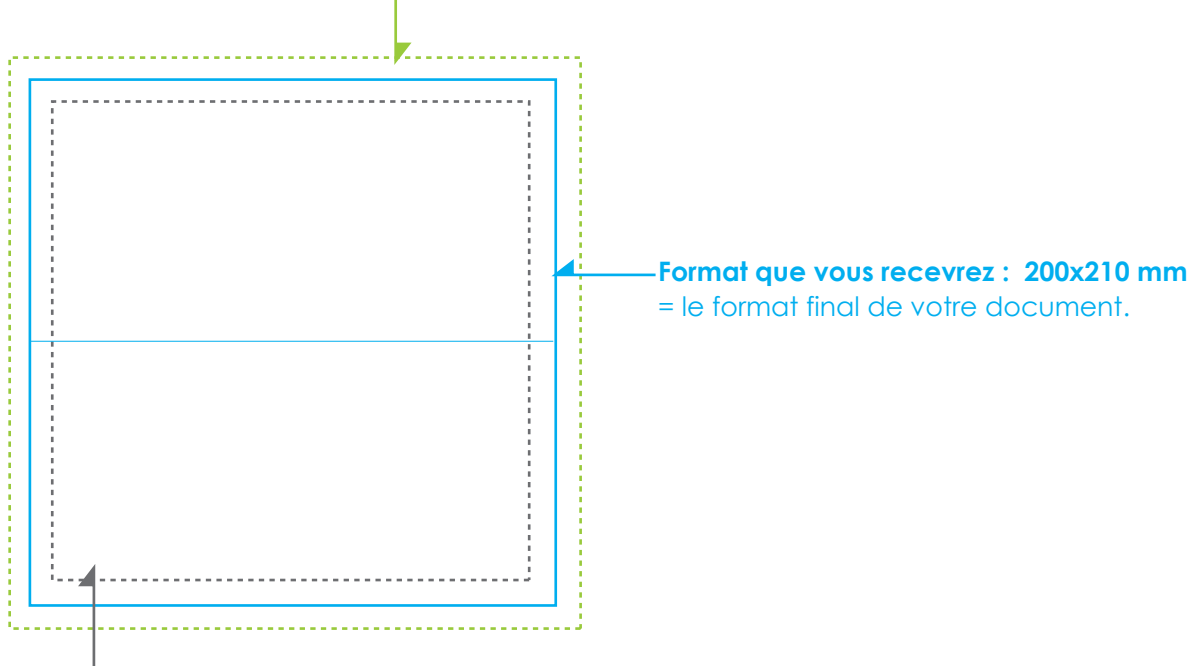 Format que vous recevrez :  200x210 mm
= le format final de votre document.